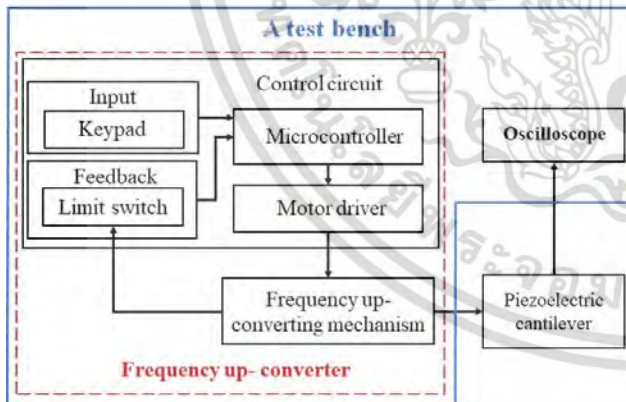 A test bench
Control circuit
Input
Keypad
Microcontroller
Oscilloscope
Feedback
Limit switch
Motor driver
Frequency up-
converting mechanism
Piezoelectric
cantilever
Frequency up- converter